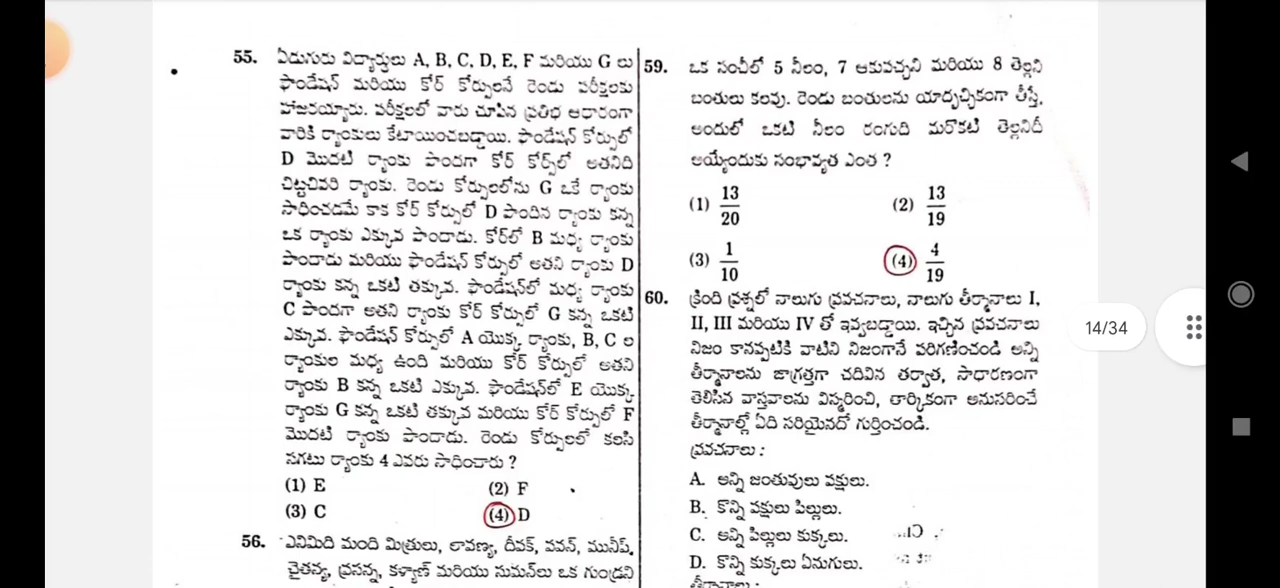 55. ఏడుగురు విద్యార్థులు A, B, C, D, E, F మరియు G లు
ఫౌండేషన్ మరియు కోర్ కోర్సులనే రెండు పరీక్షలకు
హాజరయ్యారు. పరీక్షలలో వారు చూపిన ప్రతిభ ఆధారంగా
వారికి ర్యాంకులు కేటాయించబడ్డాయి. ఫౌండేషన్ కోర్సులో
D మొదటి ర్యాంకు పొందగా కోర్ కోర్స్‌లో అతనిది
చిట్టచివరి ర్యాంకు. రెండు కోర్సులలోను G ఒకే ర్యాంకు
సాధించడమే కాక కోర్ కోర్సులో D పొందిన ర్యాంకు కన్న
ఒక ర్యాంకు ఎక్కువ పొందాడు. కోర్‌లో B మధ్య ర్యాంకు
పొందాడు మరియు ఫౌండేషన్ కోర్సులో అతని ర్యాంకు D
ర్యాంకు కన్న ఒకటి తక్కువ. ఫౌండేషన్‌లో మధ్య ర్యాంకు
C పొందగా అతని ర్యాంకు కోర్ కోర్సులో G కన్న ఒకటి
ఎక్కువ. ఫౌండేషన్ కోర్సులో A యొక్క ర్యాంకు, B, C ల
ర్యాంకుల మధ్య ఉంది మరియు కోర్ కోర్సులో అతని
ర్యాంకు B కన్న ఒకటి ఎక్కువ. ఫౌండేషన్‌లో E యొక్క
ర్యాంకు G కన్న ఒకటి తక్కువ మరియు కోర్ కోర్సులో F
మొదటి ర్యాంకు పొందాడు. రెండు కోర్సులలో కలసి
సగటు ర్యాంకు 4 ఎవరు సాధించారు ?
(1) E (2) F
(3) C (4) D
56. ఎనిమిది మంది మిత్రులు, లావణ్య, దీపక్, పవన్, మునీష్,
చైతన్య, ప్రసన్న, కళ్యాణ్ మరియు సుమన్‌లు ఒక గుండ్రని
59. ఒక సంచీలో 5 నీలం, 7 ఆకుపచ్చని మరియు 8 తెల్లని
బంతులు కలవు. రెండు బంతులను యాదృచ్ఛికంగా తీస్తే,
అందులో ఒకటి నీలం రంగుది మరొకటి తెల్లనిదీ
అయ్యేందుకు సంభావ్యత ఎంత ?
(1) 13/20 (2) 13/19
(3) 1/10 (4) 4/19
60. క్రింది ప్రశ్నలో నాలుగు ప్రవచనాలు, నాలుగు తీర్మానాలు I,
II, III మరియు IV తో ఇవ్వబడ్డాయి. ఇచ్చిన ప్రవచనాలు
నిజం కానప్పటికి వాటిని నిజంగానే పరిగణించండి అన్ని
తీర్మానాలను జాగ్రత్తగా చదివిన తర్వాత, సాధారణంగా
తెలిసిన వాస్తవాలను విస్మరించి, తార్కికంగా అనుసరించే
తీర్మానాల్లో ఏది సరియైనదో గుర్తించండి.
ప్రవచనాలు :
A. అన్ని జంతువులు పక్షులు.
B. కొన్ని పక్షులు పిల్లులు.
C. అన్ని పిల్లులు కుక్కలు.
D. కొన్ని కుక్కలు ఏనుగులు.
తీర్మానాలు :
14/34